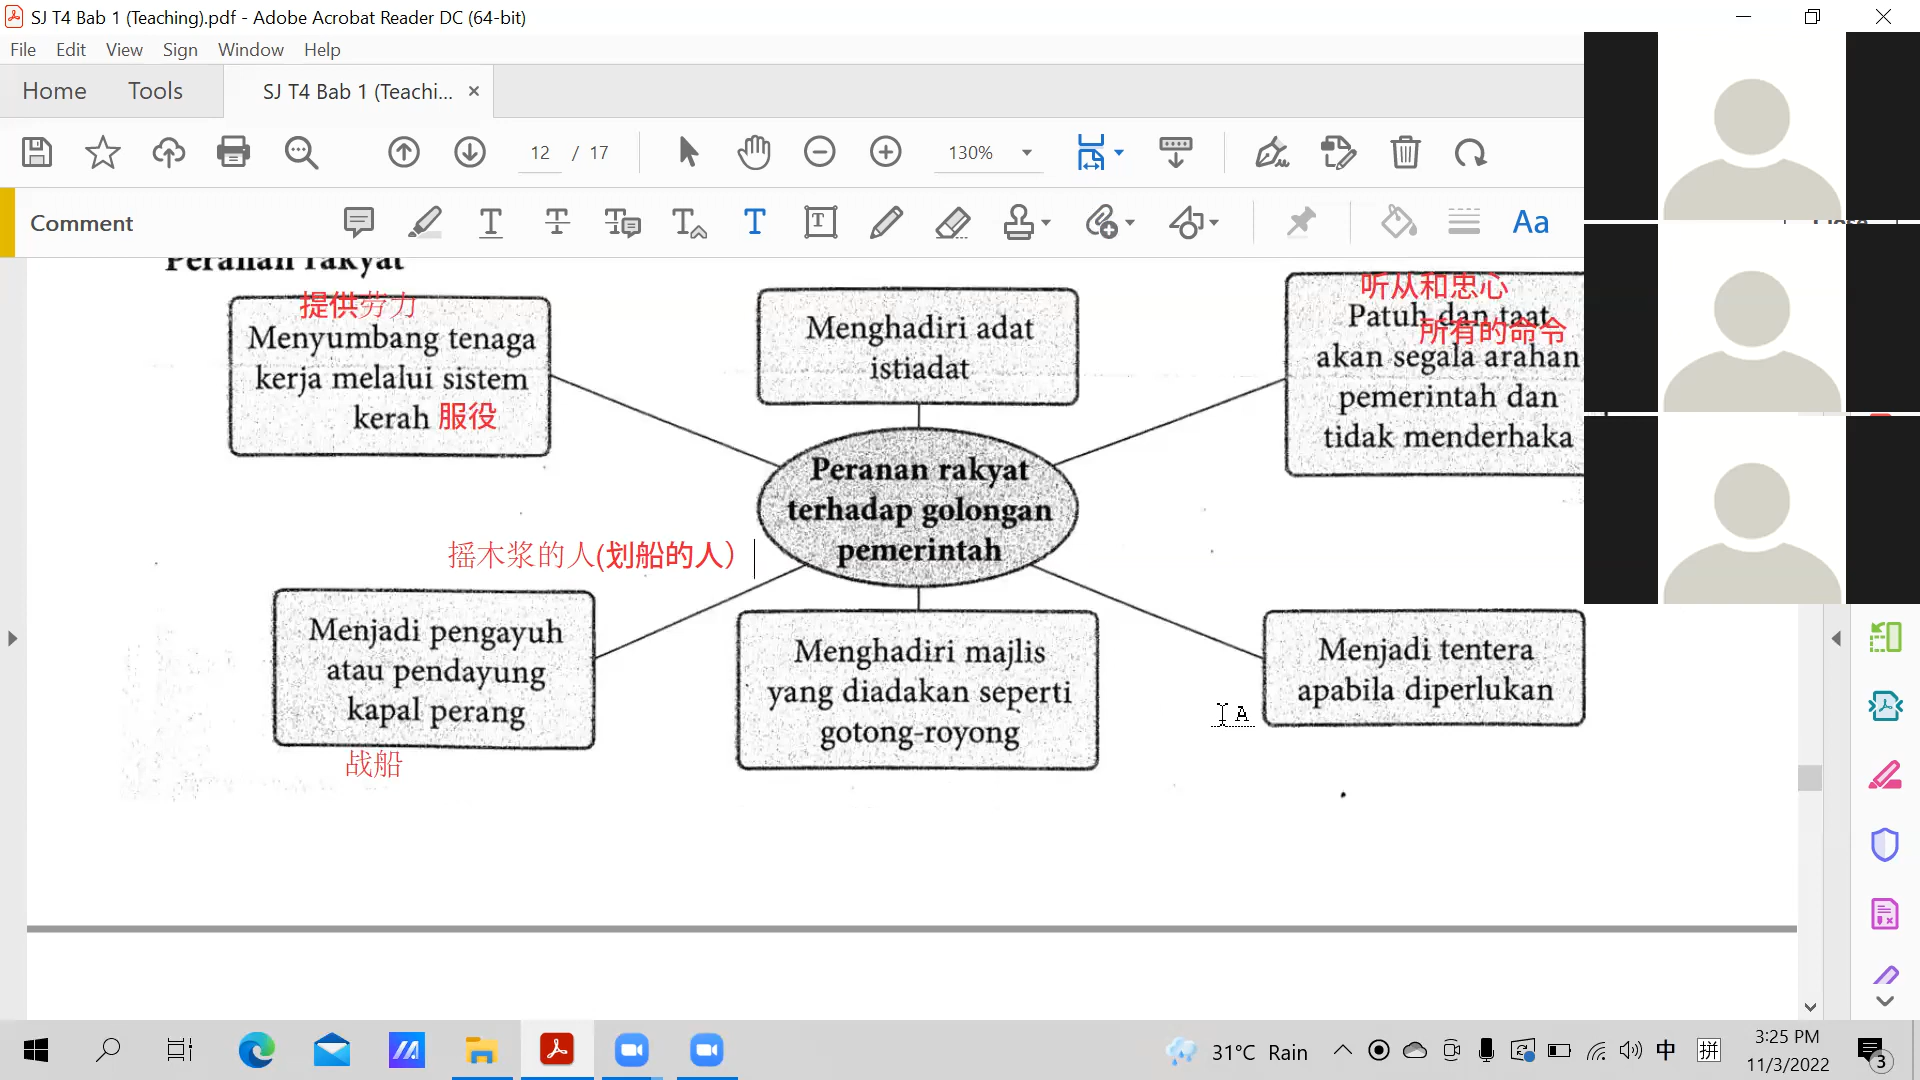 SJ T4 Bab 1 (Teaching).pdf - Adobe Acrobat Reader DC (64-bit)
File Edit View Sign Window Help
Home Tools SJ T4 Bab 1 (Teachi... ×
12 / 17 130%
Comment Aa
Peranan rakyat
提供劳力
Menyumbang tenaga
kerja melalui sistem
kerah 服役
Menghadiri adat
istiadat
听从和忠心
Patuh dan taat
所有的命令
akan segala arahan
pemerintah dan
tidak menderhaka
Peranan rakyat
terhadap golongan
pemerintah
摇木浆的人(划船的人）
Menjadi pengayuh
atau pendayung
kapal perang
战船
Menghadiri majlis
yang diadakan seperti
gotong-royong
Menjadi tentera
apabila diperlukan
31°C Rain
中
拼
3:25 PM
11/3/2022
3